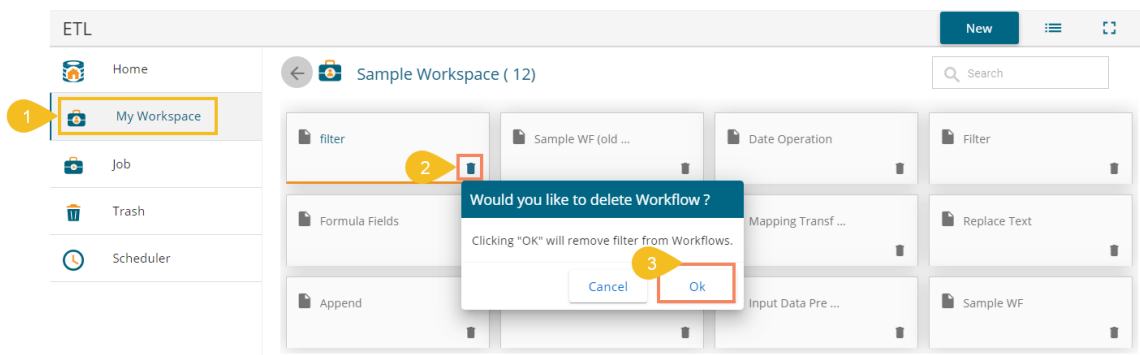 ETL
New
Home
My Workspace
Job
Trash
Scheduler
Sample Workspace ( 12)
Search
1
filter
Sample WF (old ...
Date Operation
Filter
2
Formula Fields
Mapping Transf ...
Replace Text
Would you like to delete Workflow ?
Clicking "OK" will remove filter from Workflows.
3
Cancel
Ok
Append
Input Data Pre ...
Sample WF